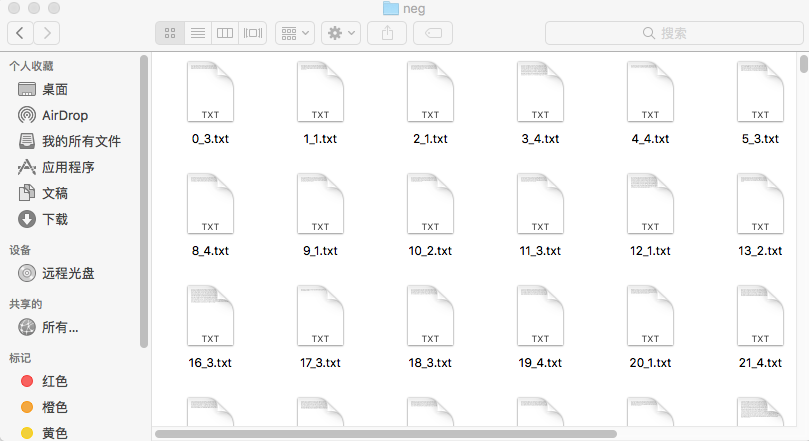 neg
搜索
个人收藏
桌面
AirDrop
我的所有文件
应用程序
文稿
下载
设备
远程光盘
共享的
所有...
标记
红色
橙色
黄色
TXT TXT TXT TXT TXT TXT
0_3.txt 1_1.txt 2_1.txt 3_4.txt 4_4.txt 5_3.txt
TXT TXT TXT TXT TXT TXT
8_4.txt 9_1.txt 10_2.txt 11_3.txt 12_1.txt 13_2.txt
TXT TXT TXT TXT TXT TXT
16_3.txt 17_3.txt 18_3.txt 19_4.txt 20_1.txt 21_4.txt